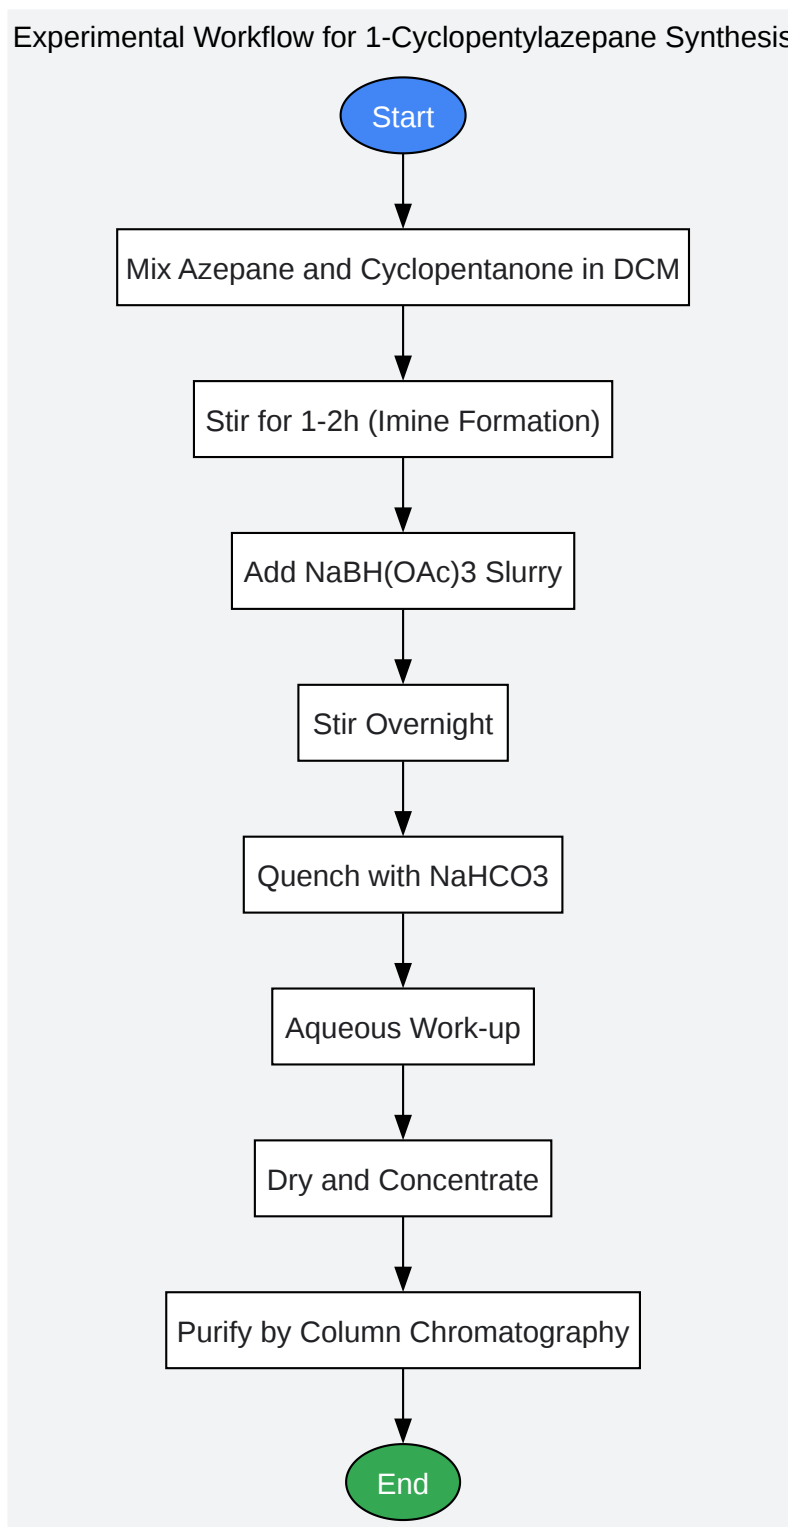 Experimental Workflow for 1-Cyclopentylazepane Synthesis
Start
Mix Azepane and Cyclopentanone in DCM
Stir for 1-2h (Imine Formation)
Add NaBH(OAc)3 Slurry
Stir Overnight
Quench with NaHCO3
Aqueous Work-up
Dry and Concentrate
Purify by Column Chromatography
End